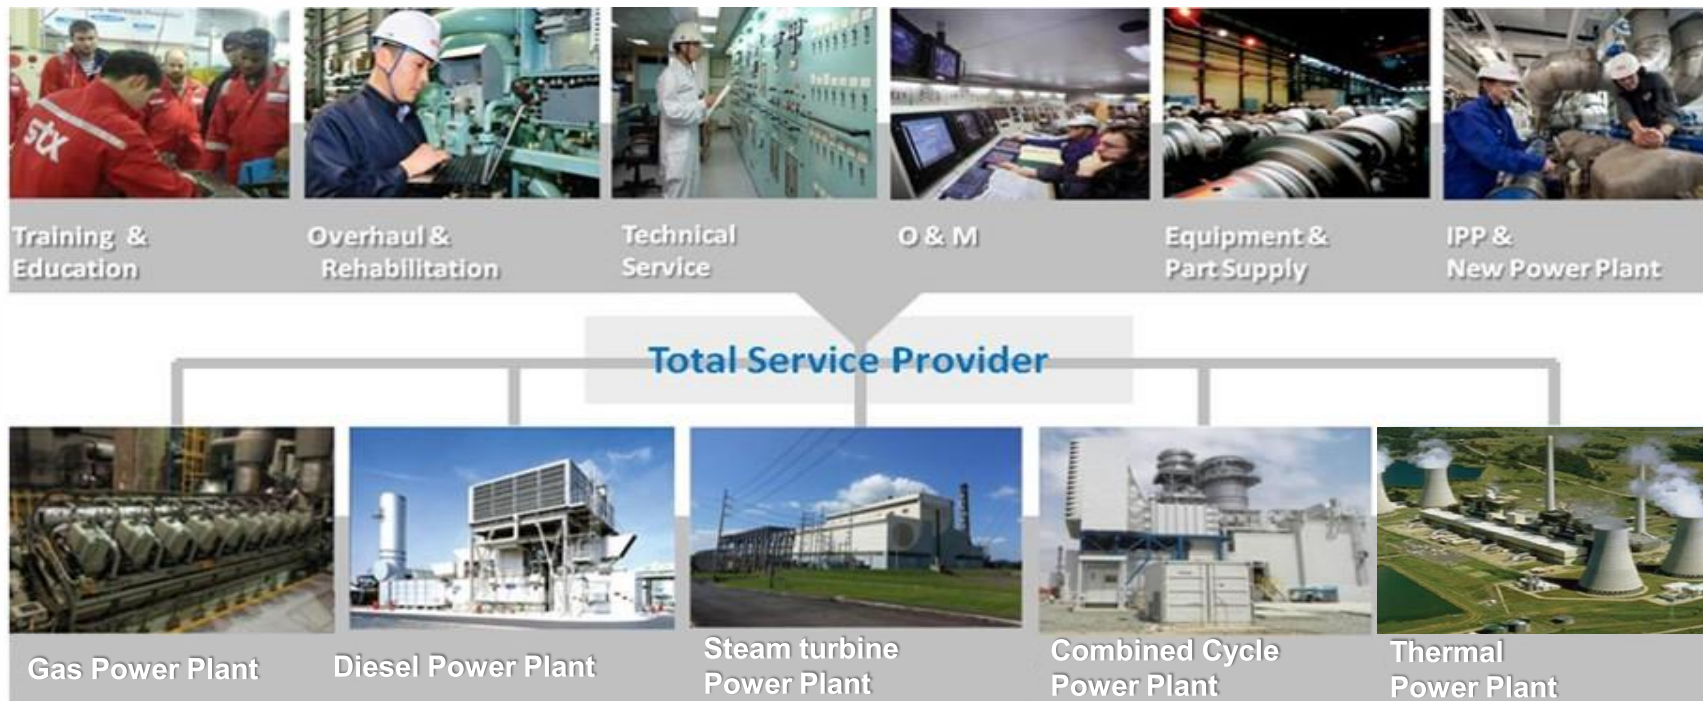 stx
Training &
Education
Overhaul &
Rehabilitation
Technical
Service
O & M
Equipment &
Part Supply
IPP &
New Power Plant
Total Service Provider
Gas Power Plant
Diesel Power Plant
Steam turbine
Power Plant
Combined Cycle
Power Plant
Thermal
Power Plant